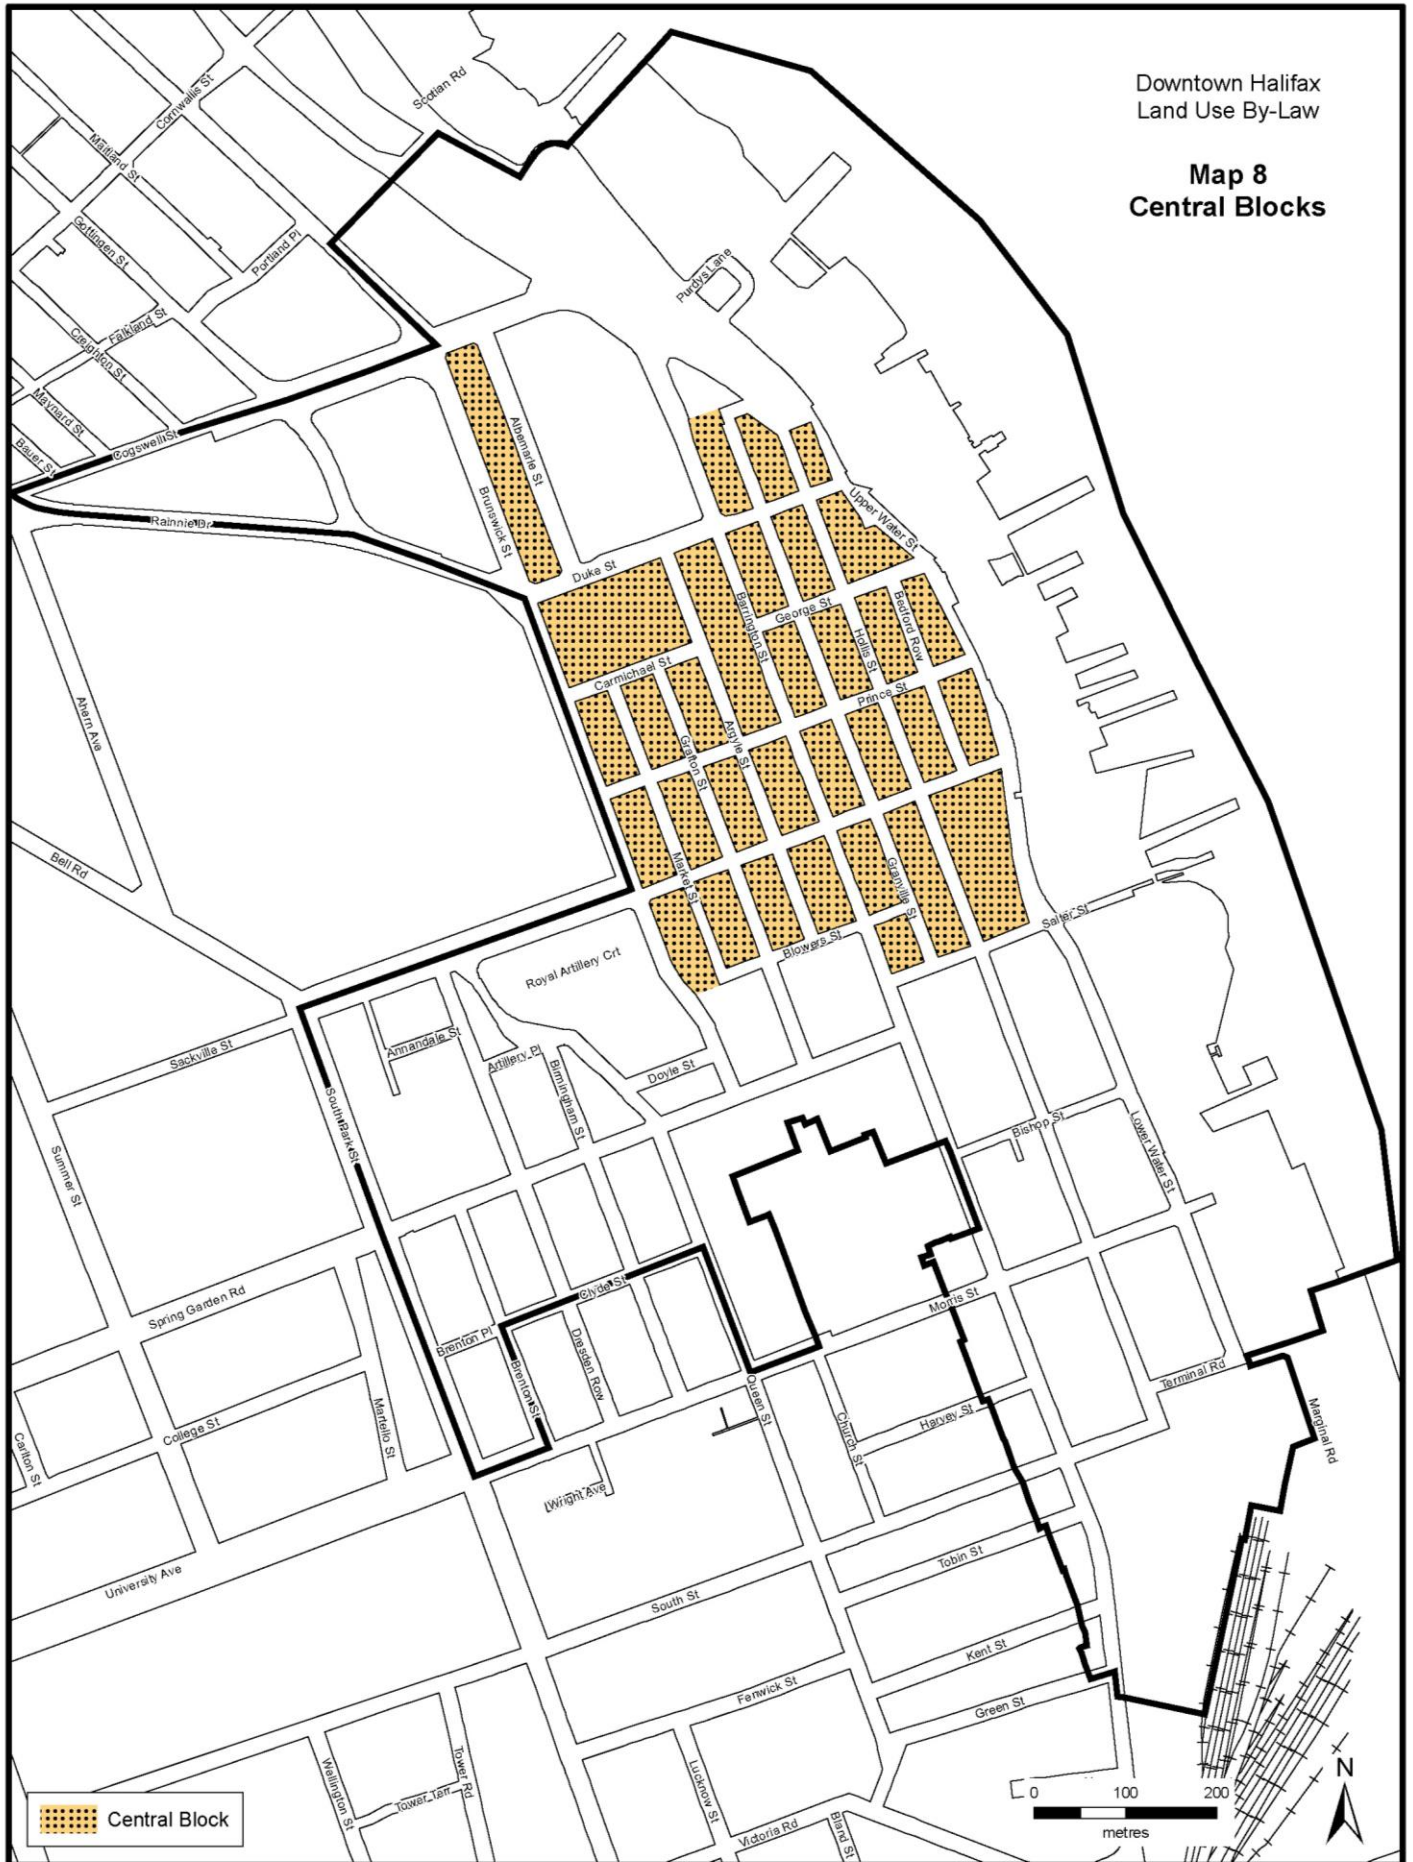 Downtown Halifax
Land Use By-Law
Map 8
Central Blocks
Scotian Rd
Cornwallis St
Maitland St
Gottingen St
Portland Pl
Purdys Lane
Falkland St
Creighton St
Maynard St
Bauer St
Cogswell St
Albemarle St
Brunswick St
Rainnie Dr
Upper Water St
Duke St
Barrington St
George St
Bedford Row
Hollis St
Carmichael St
Prince St
Ahern Ave
Argyle St
Grafton St
Bell Rd
Market St
Granville St
Salter St
Blowers St
Royal Artillery Crt
Sackville St
Annandale St
Artillery Pl
Birmingham St
Doyle St
South Park St
Bishop St
Lower Water St
Summer St
Spring Garden Rd
Clyde St
Morris St
Brenton Pl
Brenton St
Dresden Row
Terminal Rd
Queen St
Martello St
College St
Carlton St
Church St
Harvey St
Marginal Rd
Wright Ave
Tobin St
University Ave
South St
Kent St
Fenwick St
Green St
Wellington St
Tower Rd
Tower Terr
Lucknow St
Victoria Rd
Bland St
Central Block
0 100 200
metres
N